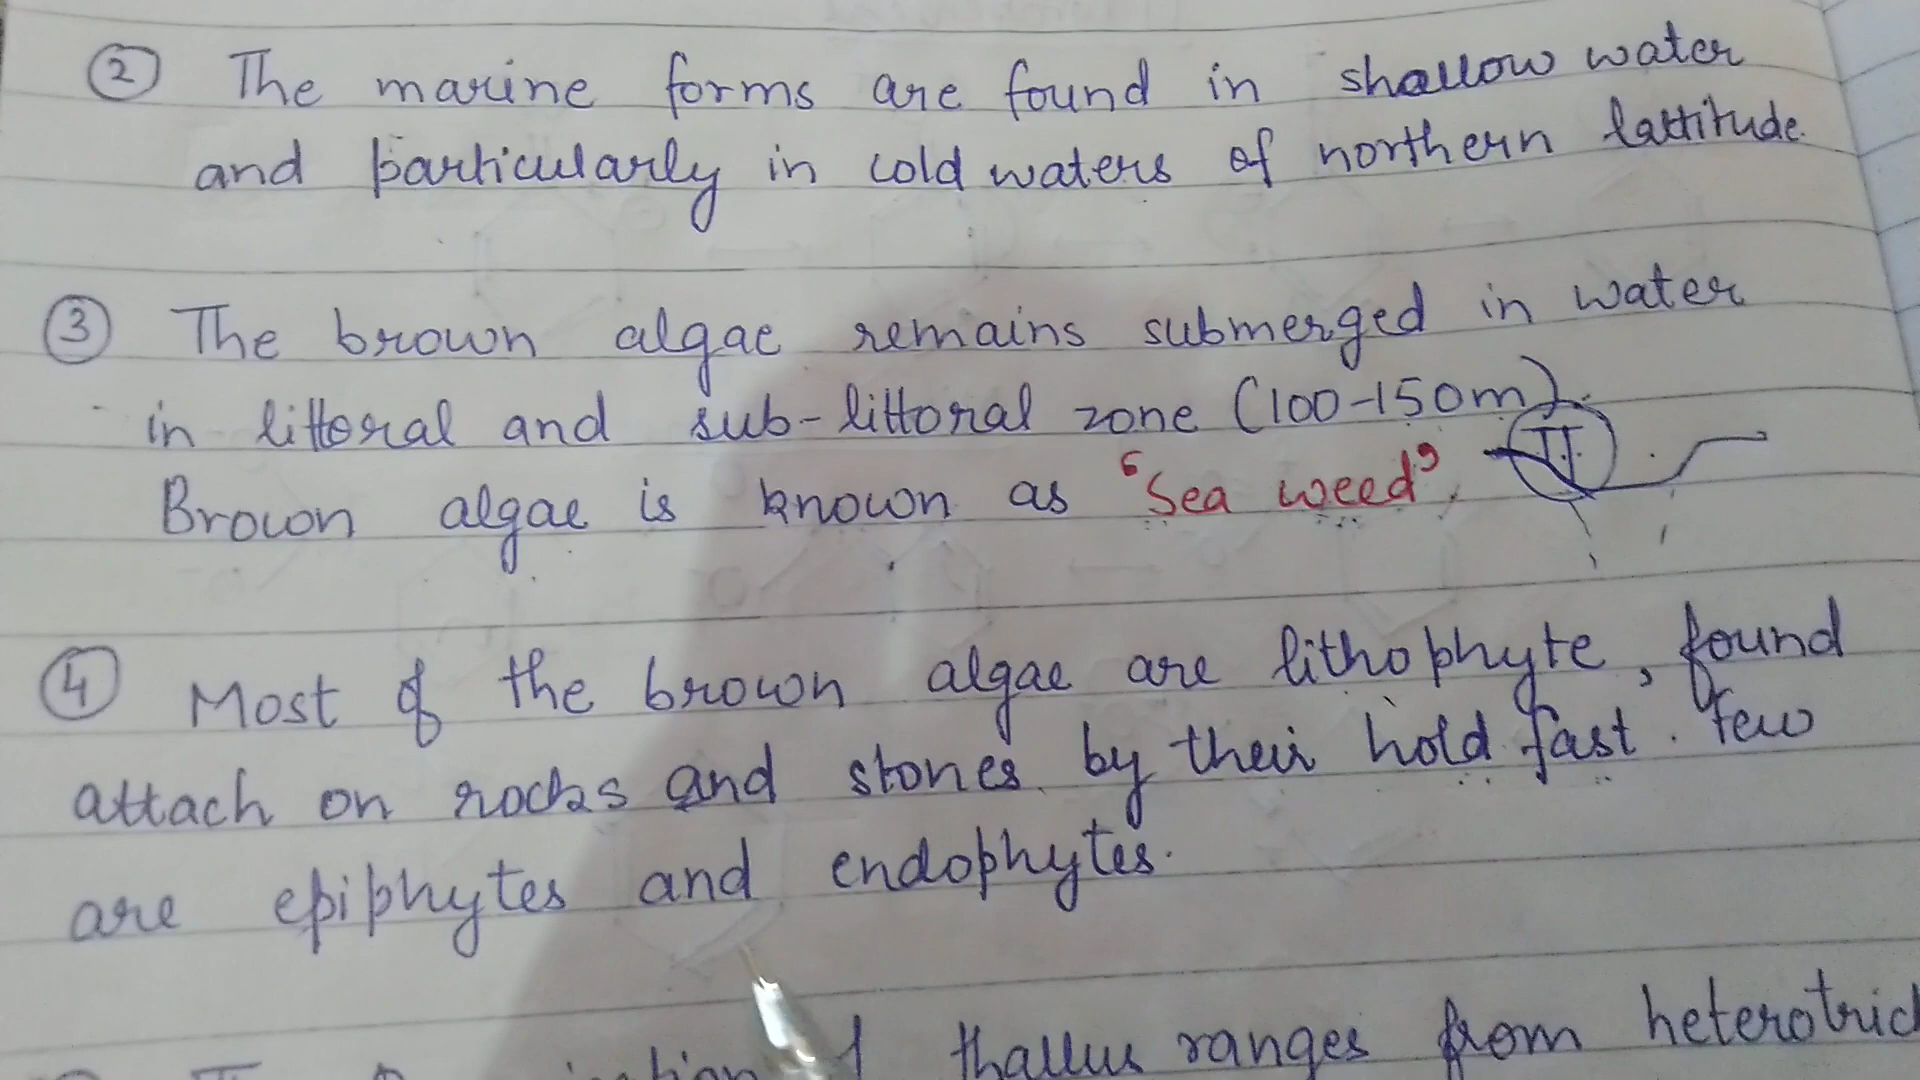 ② The marine forms are found in shallow water
and particularly in cold waters of northern lattitude.
③ The brown algae remains submerged in water
in littoral and sub-littoral zone (100-150m).
Brown algae is known as "Sea weed",
④ Most of the brown algae are lithophyte, found
attach on rocks and stones by their hold fast. Few
are epiphytes and endophytes.
thallus ranges from heterotric